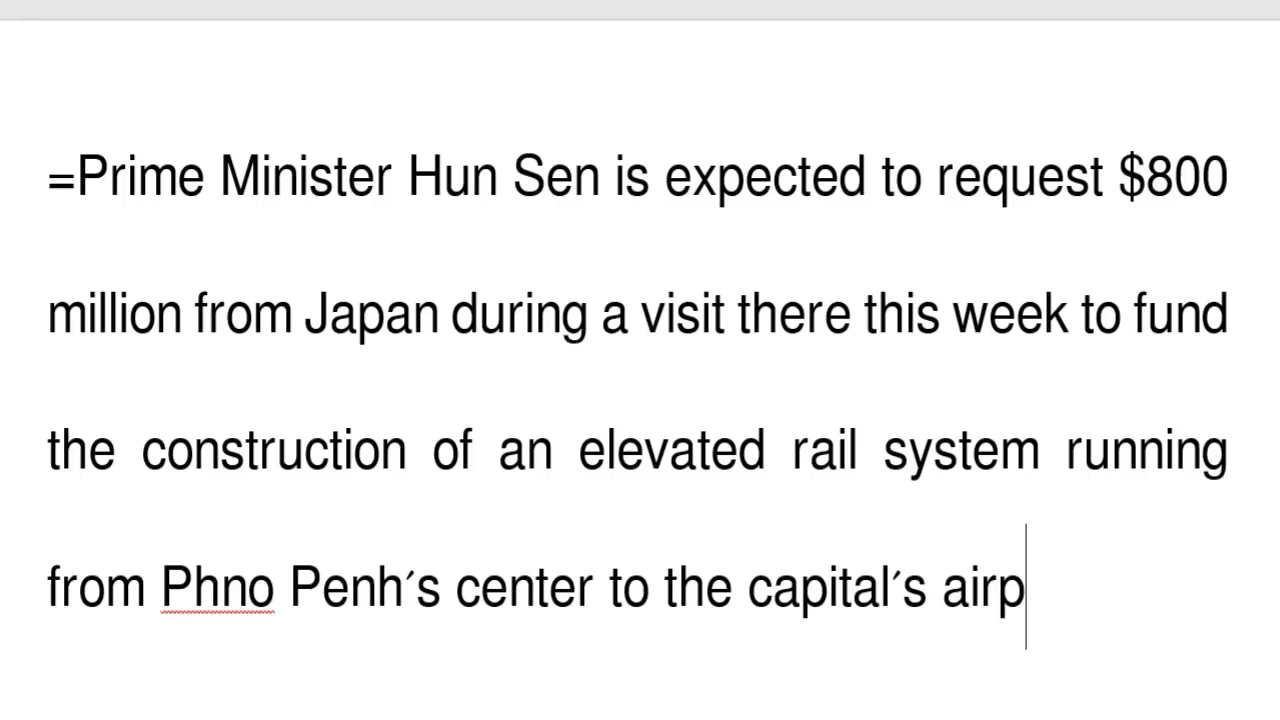 =Prime Minister Hun Sen is expected to request $800
million from Japan during a visit there this week to fund
the construction of an elevated rail system running
from Phno Penh′s center to the capital′s airp